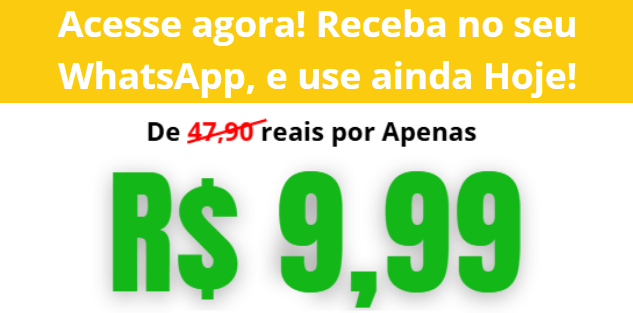 Acesse agora! Receba no seu
WhatsApp, e use ainda Hoje!
De 47,90 reais por Apenas
R$ 9,99